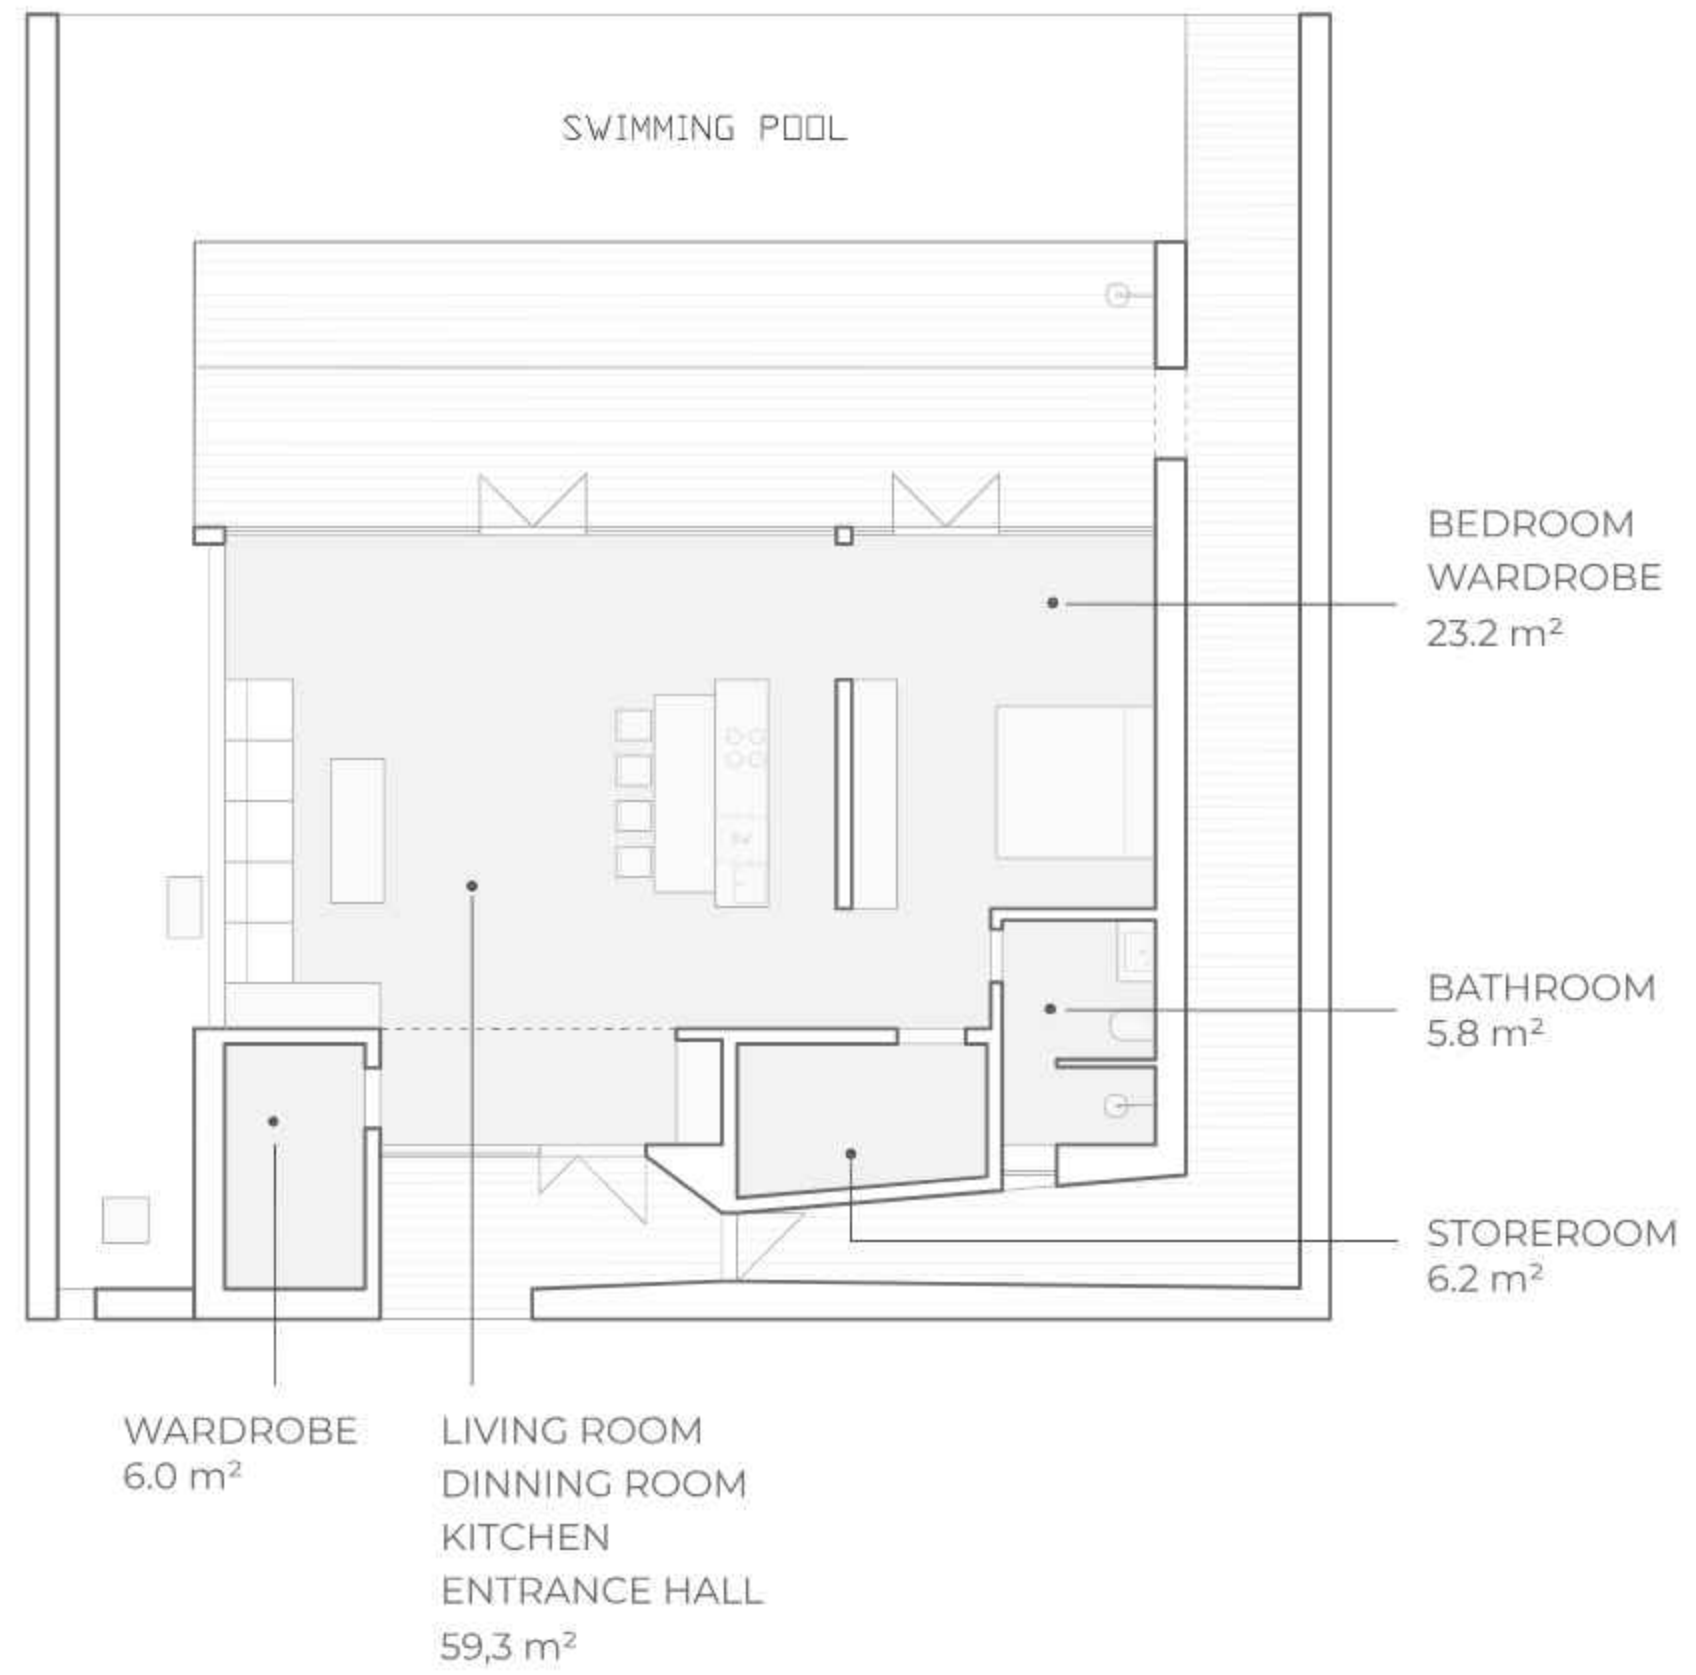 SWIMMING POOL
BEDROOM
WARDROBE
23.2 m²
BATHROOM
5.8 m²
STOREROOM
6.2 m²
WARDROBE
6.0 m²
LIVING ROOM
DINNING ROOM
KITCHEN
ENTRANCE HALL
59,3 m²